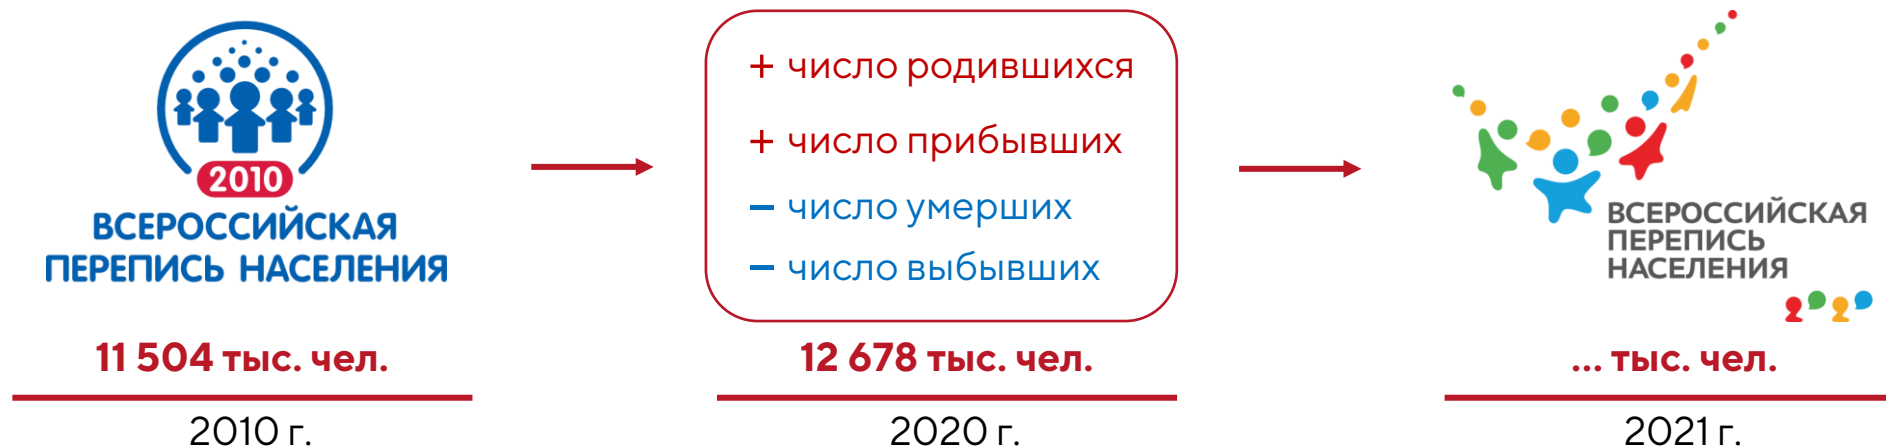 2010
ВСЕРОССИЙСКАЯ
ПЕРЕПИСЬ НАСЕЛЕНИЯ
11 504 тыс. чел.
2010 г.
+ число родившихся
+ число прибывших
− число умерших
− число выбывших
12 678 тыс. чел.
2020 г.
ВСЕРОССИЙСКАЯ
ПЕРЕПИСЬ
НАСЕЛЕНИЯ
2020
... тыс. чел.
2021 г.